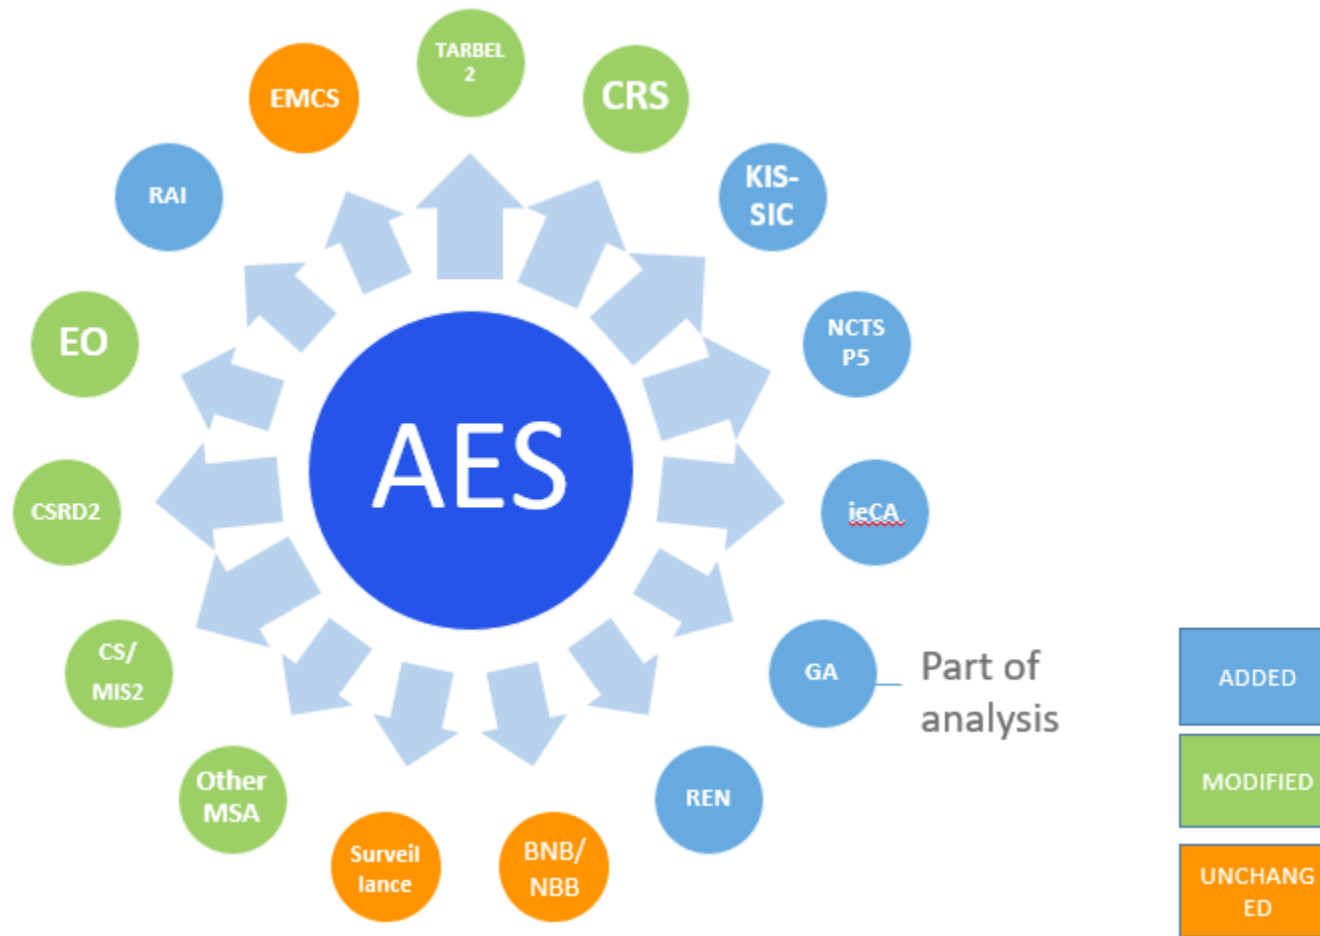 TARBEL
2
EMCS
CRS
KIS-
SIC
RAI
NCTS
P5
EO
AES
CSRD2
ieCA
CS/
MIS2
GA
Part of
analysis
ADDED
Other
MSA
REN
MODIFIED
Surveil
lance
BNB/
NBB
UNCHANG
ED